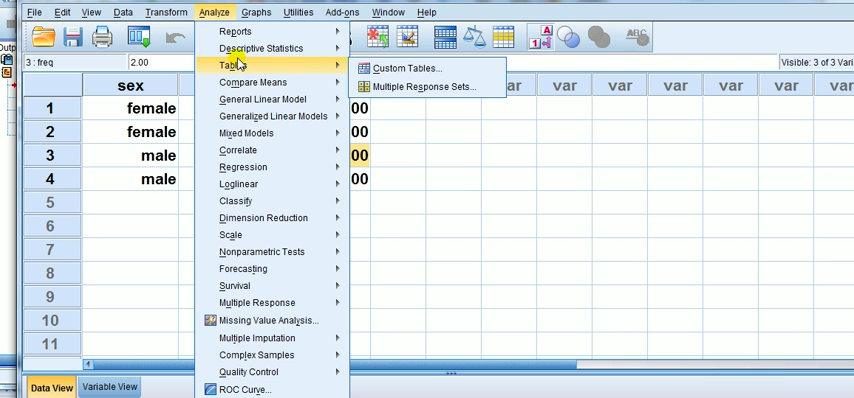 File Edit View Data Transform Analyze Graphs Utilities Add-ons Window Help
3 : freq 2.00 Visible: 3 of 3 Vari
sex var var var var var var var
1 female 00
2 female 00
3 male 00
4 male 00
5
6
7
8
9
10
11
Reports
Descriptive Statistics
Tables
Custom Tables...
Multiple Response Sets...
Compare Means
General Linear Model
Generalized Linear Models
Mixed Models
Correlate
Regression
Loglinear
Classify
Dimension Reduction
Scale
Nonparametric Tests
Forecasting
Survival
Multiple Response
Missing Value Analysis...
Multiple Imputation
Complex Samples
Quality Control
ROC Curve...
Data View Variable View